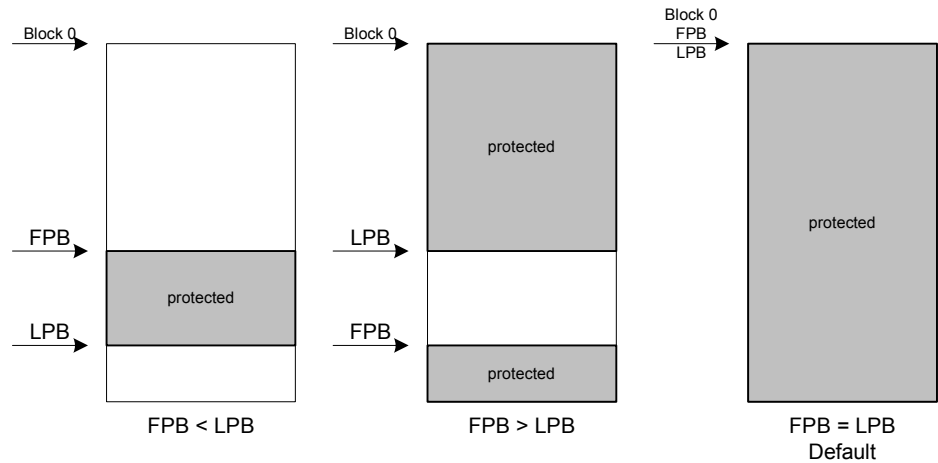 Block 0
FPB
LPB
protected
FPB < LPB
Block 0
protected
LPB
FPB
protected
FPB > LPB
Block 0
FPB
LPB
protected
FPB = LPB
Default